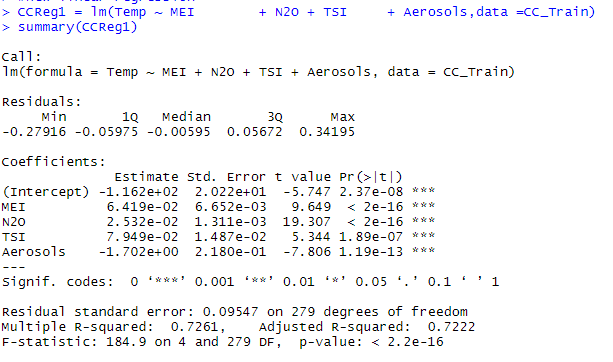 > CCReg1 = lm(Temp ~ MEI + N2O + TSI + Aerosols,data =CC_Train)
> summary(CCReg1)
Call:
lm(formula = Temp ~ MEI + N2O + TSI + Aerosols, data = CC_Train)
Residuals:
Min 1Q Median 3Q Max
-0.27916 -0.05975 -0.00595 0.05672 0.34195
Coefficients:
Estimate Std. Error t value Pr(>|t|)
(Intercept) -1.162e+02 2.022e+01 -5.747 2.37e-08 ***
MEI 6.419e-02 6.652e-03 9.649 < 2e-16 ***
N2O 2.532e-02 1.311e-03 19.307 < 2e-16 ***
TSI 7.949e-02 1.487e-02 5.344 1.89e-07 ***
Aerosols -1.702e+00 2.180e-01 -7.806 1.19e-13 ***
---
Signif. codes: 0 ‘***’ 0.001 ‘**’ 0.01 ‘*’ 0.05 ‘.’ 0.1 ‘ ’ 1
Residual standard error: 0.09547 on 279 degrees of freedom
Multiple R-squared: 0.7261, Adjusted R-squared: 0.7222
F-statistic: 184.9 on 4 and 279 DF, p-value: < 2.2e-16